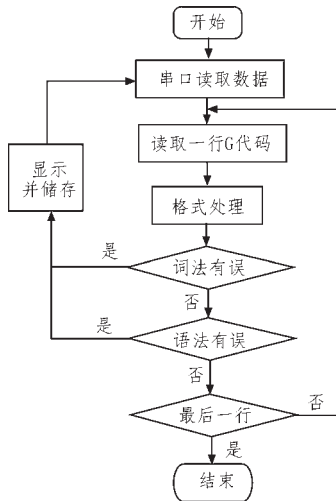 开始
串口读取数据
读取一行G代码
显示
并储存
格式处理
是
词法有误
否
是
语法有误
否
否
最后一行
是
结束